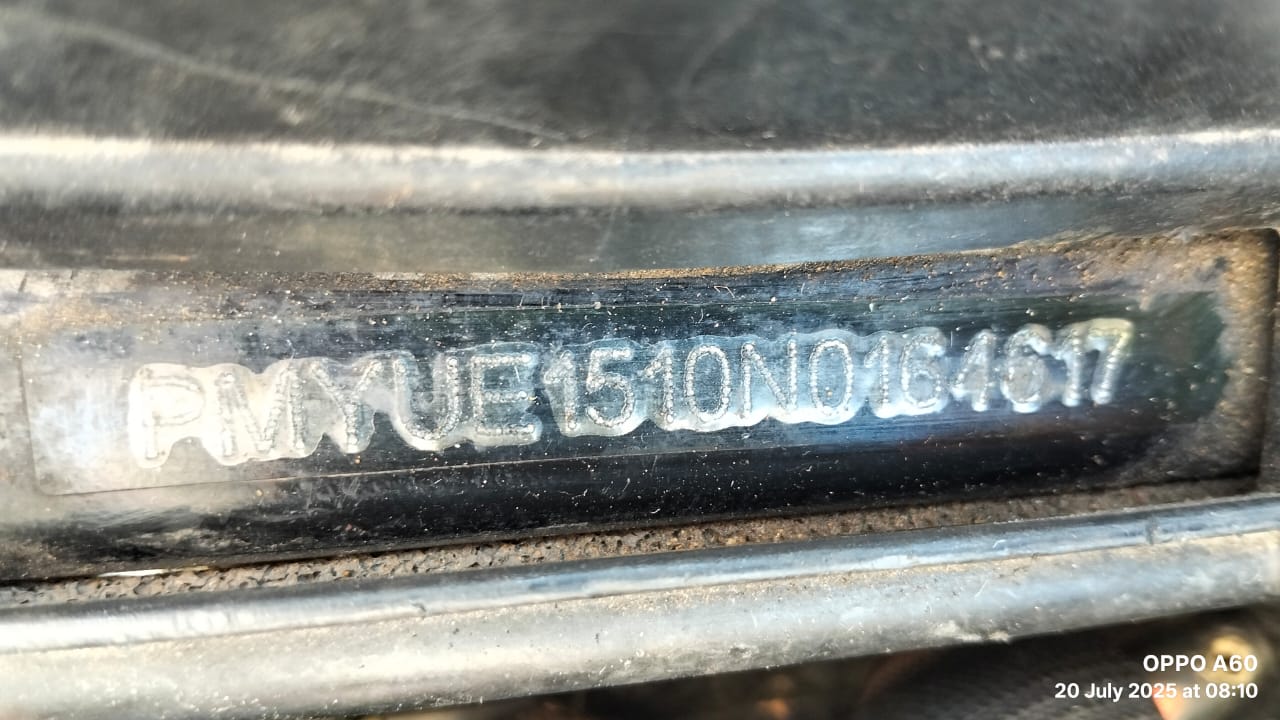 PMYUE1510N0164617
OPPO A60
20 July 2025 at 08:10